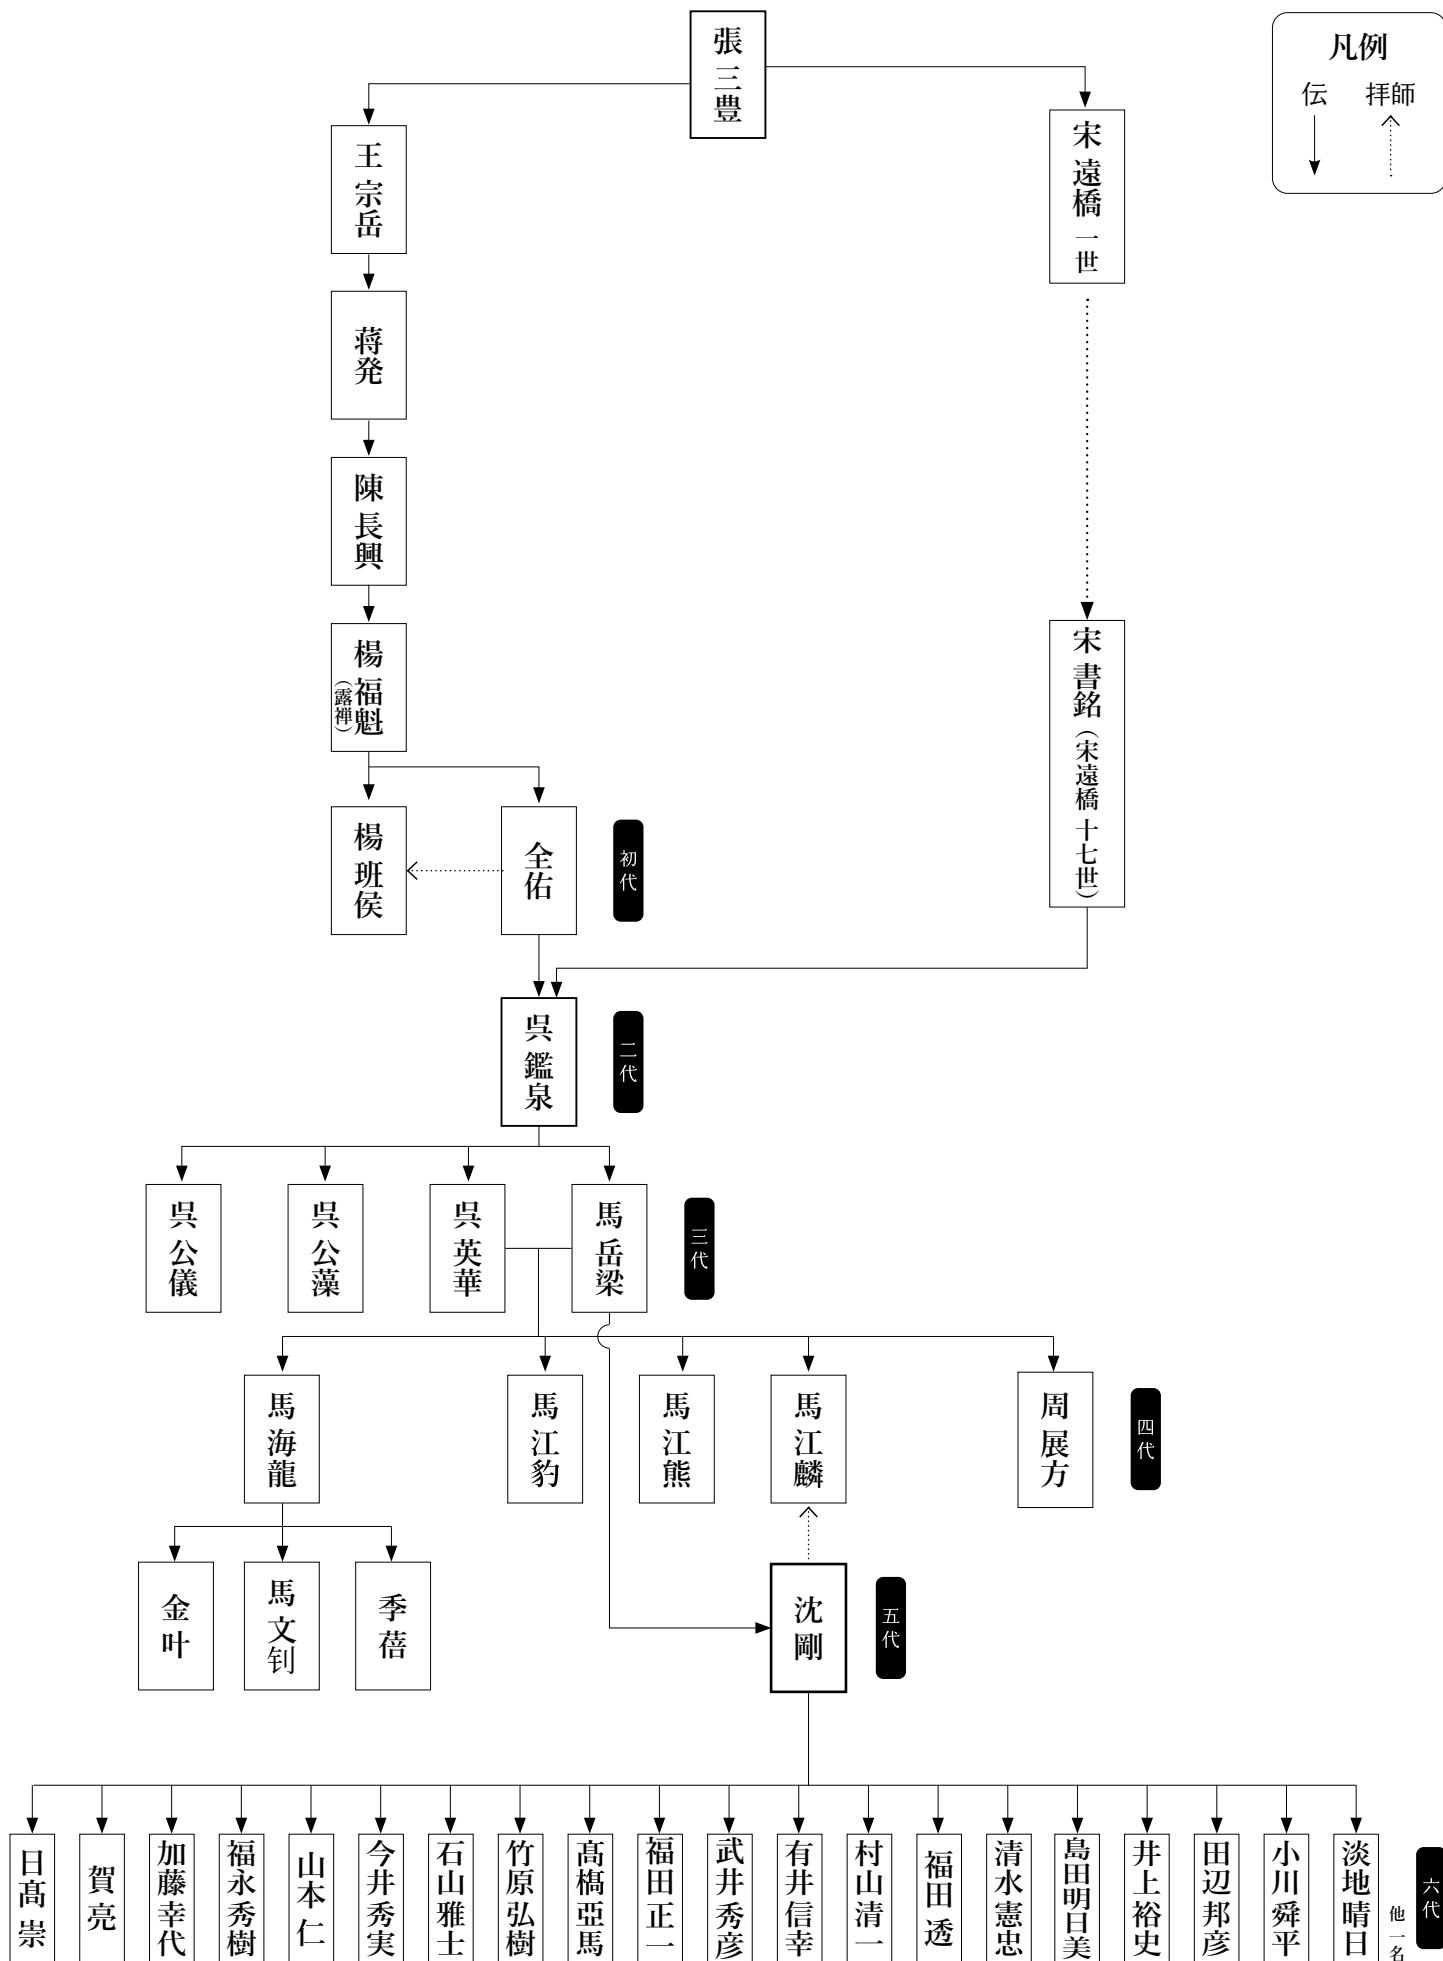 張三豊
凡例
伝
拝師
王宗岳
宋遠橋 一世
蒋発
陳長興
楊福魁
（露禅）
宋書銘（宋遠橋 十七世）
楊班侯
全佑
初代
呉鑑泉
二代
呉公儀
呉公藻
呉英華
馬岳梁
三代
馬海龍
馬江豹
馬江熊
馬江麟
周展方
四代
金叶
馬文钊
季蓓
沈剛
五代
日髙崇
賀亮
加藤幸代
福永秀樹
山本仁
今井秀実
石山雅士
竹原弘樹
髙橋亞馬
福田正一
武井秀彦
有井信幸
村山清一
福田透
清水憲忠
島田明日美
井上裕史
田辺邦彦
小川舜平
淡地晴日
他一名
六代